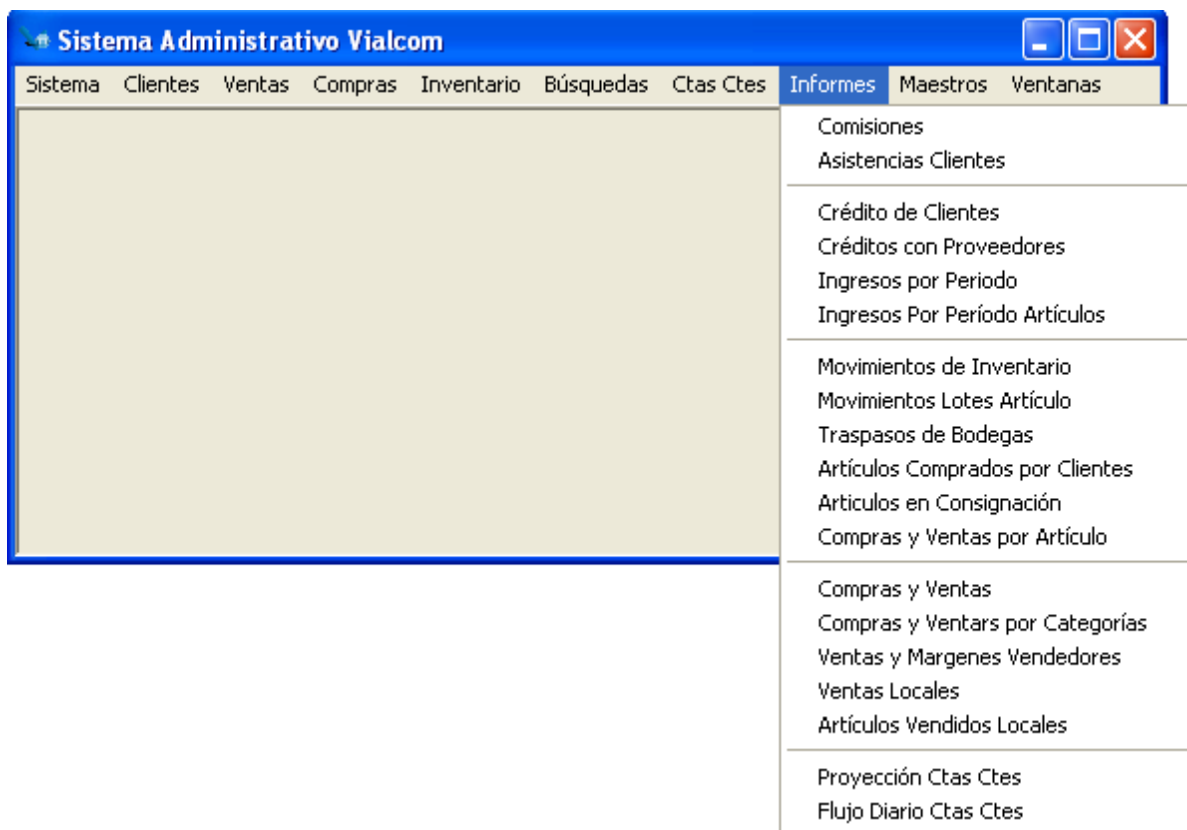 Sistema Administrativo Vialcom
Sistema Clientes Ventas Compras Inventario Búsquedas Ctas Ctes Informes Maestros Ventanas
Comisiones
Asistencias Clientes
Crédito de Clientes
Créditos con Proveedores
Ingresos por Periodo
Ingresos Por Período Artículos
Movimientos de Inventario
Movimientos Lotes Artículo
Traspasos de Bodegas
Artículos Comprados por Clientes
Articulos en Consignación
Compras y Ventas por Artículo
Compras y Ventas
Compras y Ventars por Categorías
Ventas y Margenes Vendedores
Ventas Locales
Artículos Vendidos Locales
Proyección Ctas Ctes
Flujo Diario Ctas Ctes